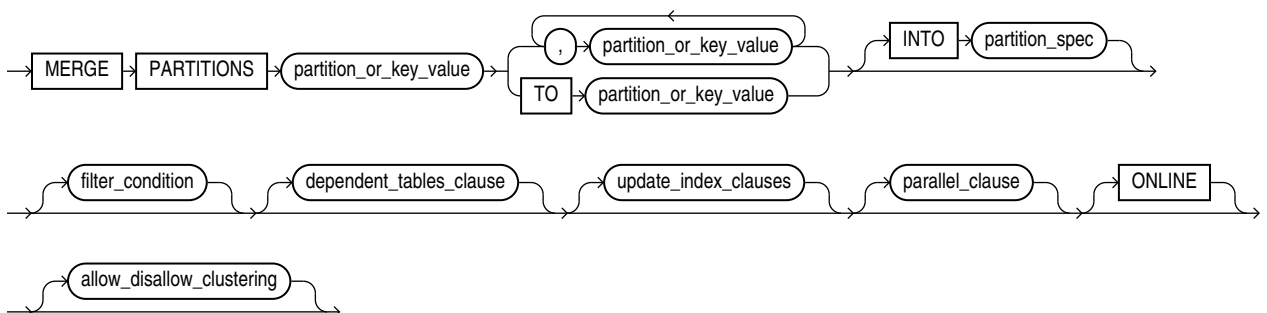 , partition_or_key_value INTO partition_spec
MERGE PARTITIONS partition_or_key_value
TO partition_or_key_value
filter_condition dependent_tables_clause update_index_clauses parallel_clause ONLINE
allow_disallow_clustering